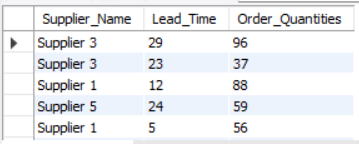 Supplier_Name Lead_Time Order_Quantities
Supplier 3 29 96
Supplier 3 23 37
Supplier 1 12 88
Supplier 5 24 59
Supplier 1 5 56